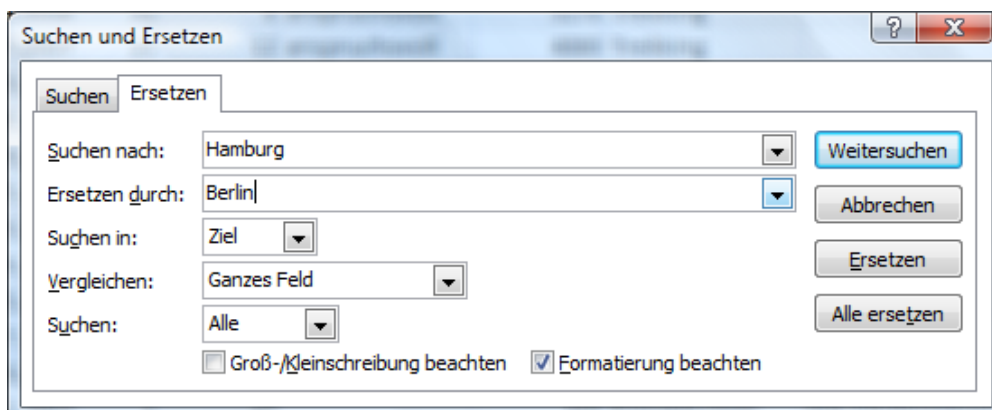 Suchen und Ersetzen
Suchen Ersetzen
Suchen nach: Hamburg Weitersuchen
Ersetzen durch: Berlin Abbrechen
Suchen in: Ziel
Vergleichen: Ganzes Feld Ersetzen
Suchen: Alle Alle ersetzen
Groß-/Kleinschreibung beachten Formatierung beachten